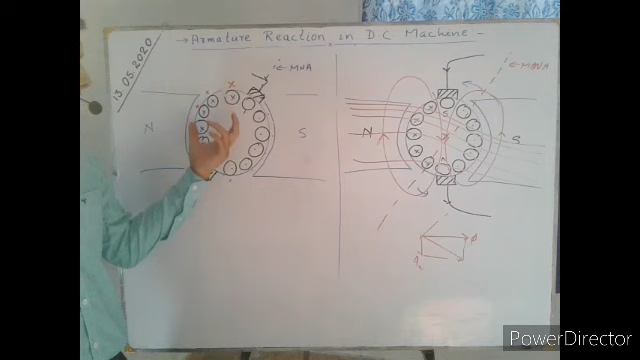 → Armature Reaction in D.C Machine :-
13.05.2020
MNA
MNA
N
S
N
S
S
N
φ
PowerDirector